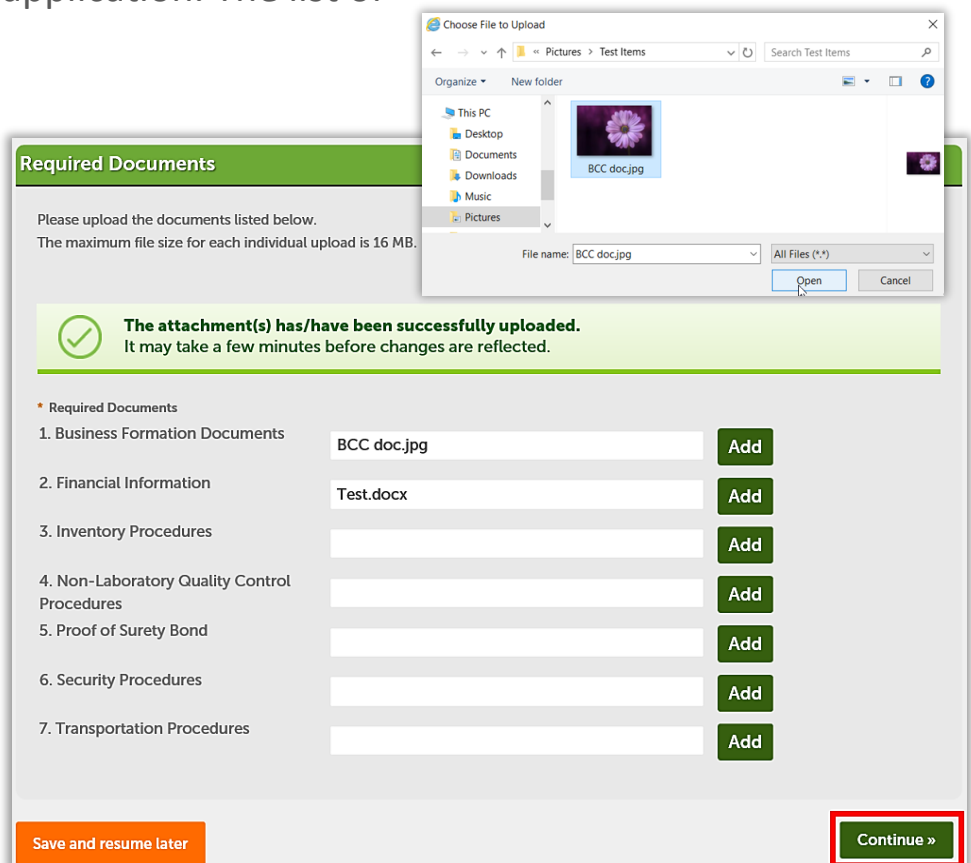 application. The list of
Choose File to Upload
« Pictures > Test Items
Search Test Items
Organize
New folder
This PC
Desktop
Documents
Downloads
Music
Pictures
BCC doc.jpg
File name: BCC doc.jpg
All Files (*.*)
Open
Cancel
Required Documents
Please upload the documents listed below.
The maximum file size for each individual upload is 16 MB.
The attachment(s) has/have been successfully uploaded.
It may take a few minutes before changes are reflected.
* Required Documents
1. Business Formation Documents
BCC doc.jpg
Add
2. Financial Information
Test.docx
Add
3. Inventory Procedures
Add
4. Non-Laboratory Quality Control
Procedures
Add
5. Proof of Surety Bond
Add
6. Security Procedures
Add
7. Transportation Procedures
Add
Save and resume later
Continue »